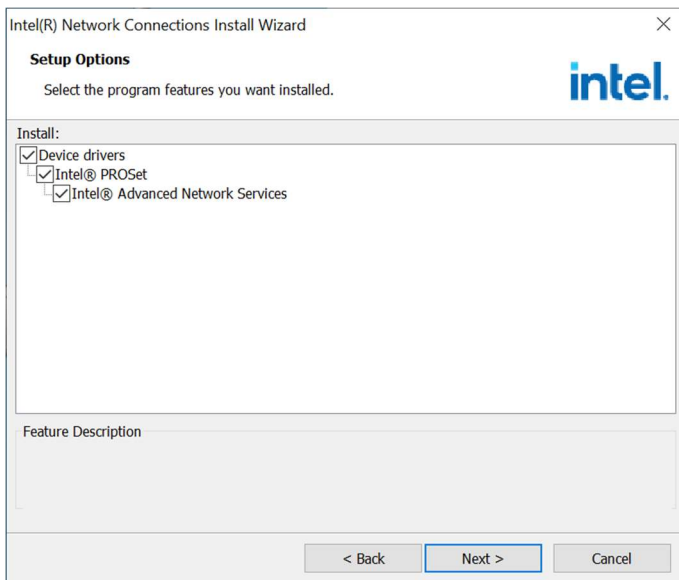 Intel(R) Network Connections Install Wizard
Setup Options
Select the program features you want installed.
intel.
Install:
Device drivers
Intel® PROSet
Intel® Advanced Network Services
Feature Description
< Back
Next >
Cancel